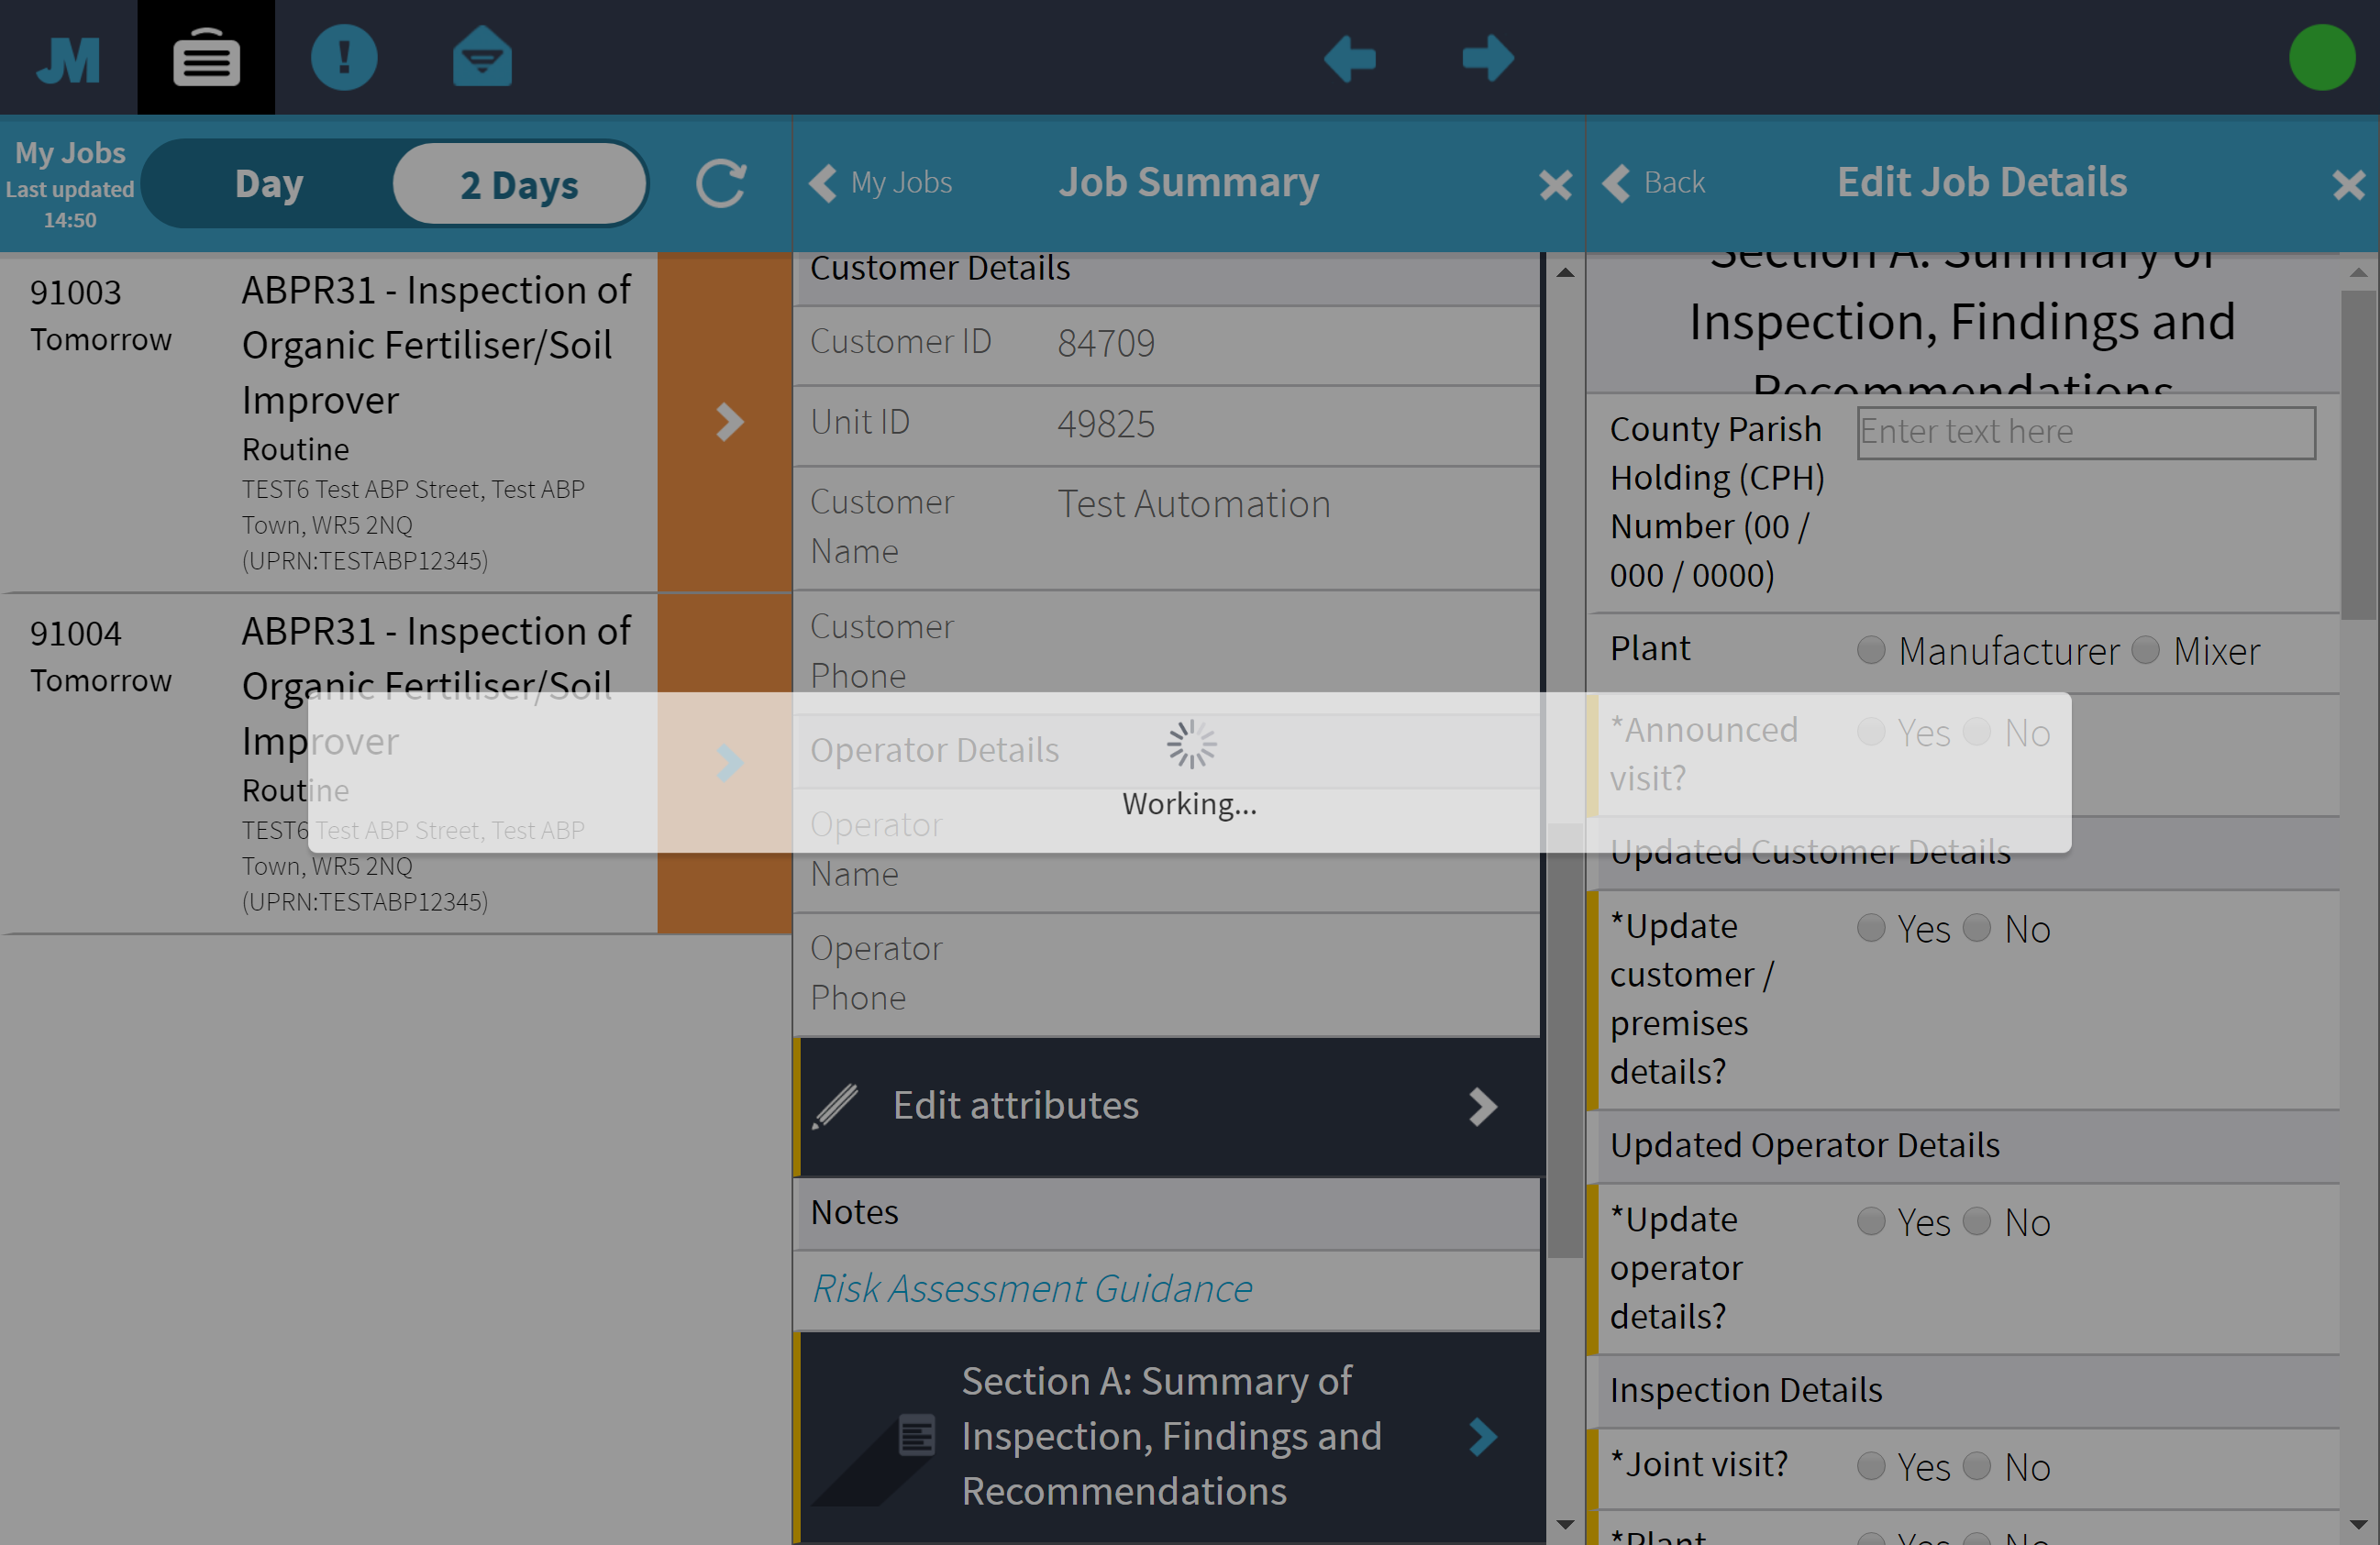 JM
My Jobs
Last updated
14:50
Day
2 Days
My Jobs
Job Summary
Back
Edit Job Details
91003
Tomorrow
ABPR31 - Inspection of
Organic Fertiliser/Soil
Improver
Routine
TEST6 Test ABP Street, Test ABP
Town, WR5 2NQ
(UPRN:TESTABP12345)
91004
Tomorrow
ABPR31 - Inspection of
Organic Fertiliser/Soil
Improver
Routine
TEST6 Test ABP Street, Test ABP
Town, WR5 2NQ
(UPRN:TESTABP12345)
Customer Details
Customer ID 84709
Unit ID 49825
Customer Test Automation
Name
Customer
Phone
Operator Details
Working...
Operator
Name
Operator
Phone
Edit attributes
Notes
Risk Assessment Guidance
Section A: Summary of
Inspection, Findings and
Recommendations
Section A: Summary of
Inspection, Findings and
Recommendations
County Parish Enter text here
Holding (CPH)
Number (00 /
000 / 0000)
Plant Manufacturer Mixer
*Announced Yes No
visit?
Updated Customer Details
*Update Yes No
customer /
premises
details?
Updated Operator Details
*Update Yes No
operator
details?
Inspection Details
*Joint visit? Yes No
*Plant Yes No